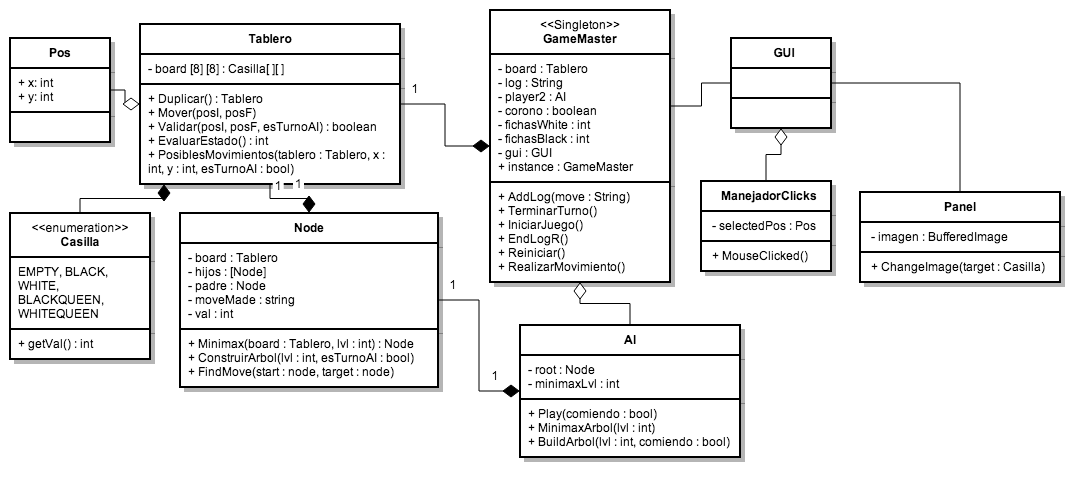 Pos
+ x: int
+ y: int
Tablero
- board [8] [8] : Casilla[ ][ ]
+ Duplicar() : Tablero
+ Mover(posI, posF)
+ Validar(posI, posF, esTurnoAI) : boolean
+ EvaluarEstado() : int
+ PosiblesMovimientos(tablero : Tablero, x :
int, y : int, esTurnoAI : bool)
1
1
1
<<Singleton>>
GameMaster
- board : Tablero
- log : String
- player2 : AI
- corono : boolean
- fichasWhite : int
- fichasBlack : int
- gui : GUI
+ instance : GameMaster
+ AddLog(move : String)
+ TerminarTurno()
+ IniciarJuego()
+ EndLogR()
+ Reiniciar()
+ RealizarMovimiento()
GUI
ManejadorClicks
- selectedPos : Pos
+ MouseClicked()
Panel
- imagen : BufferedImage
+ ChangeImage(target : Casilla)
<<enumeration>>
Casilla
EMPTY, BLACK,
WHITE,
BLACKQUEEN,
WHITEQUEEN
+ getVal() : int
Node
- board : Tablero
- hijos : [Node]
- padre : Node
- moveMade : string
- val : int
+ Minimax(board : Tablero, lvl : int) : Node
+ ConstruirArbol(lvl : int, esTurnoAI : bool)
+ FindMove(start : node, target : node)
1
1
AI
- root : Node
- minimaxLvl : int
+ Play(comiendo : bool)
+ MinimaxArbol(lvl : int)
+ BuildArbol(lvl : int, comiendo : bool)